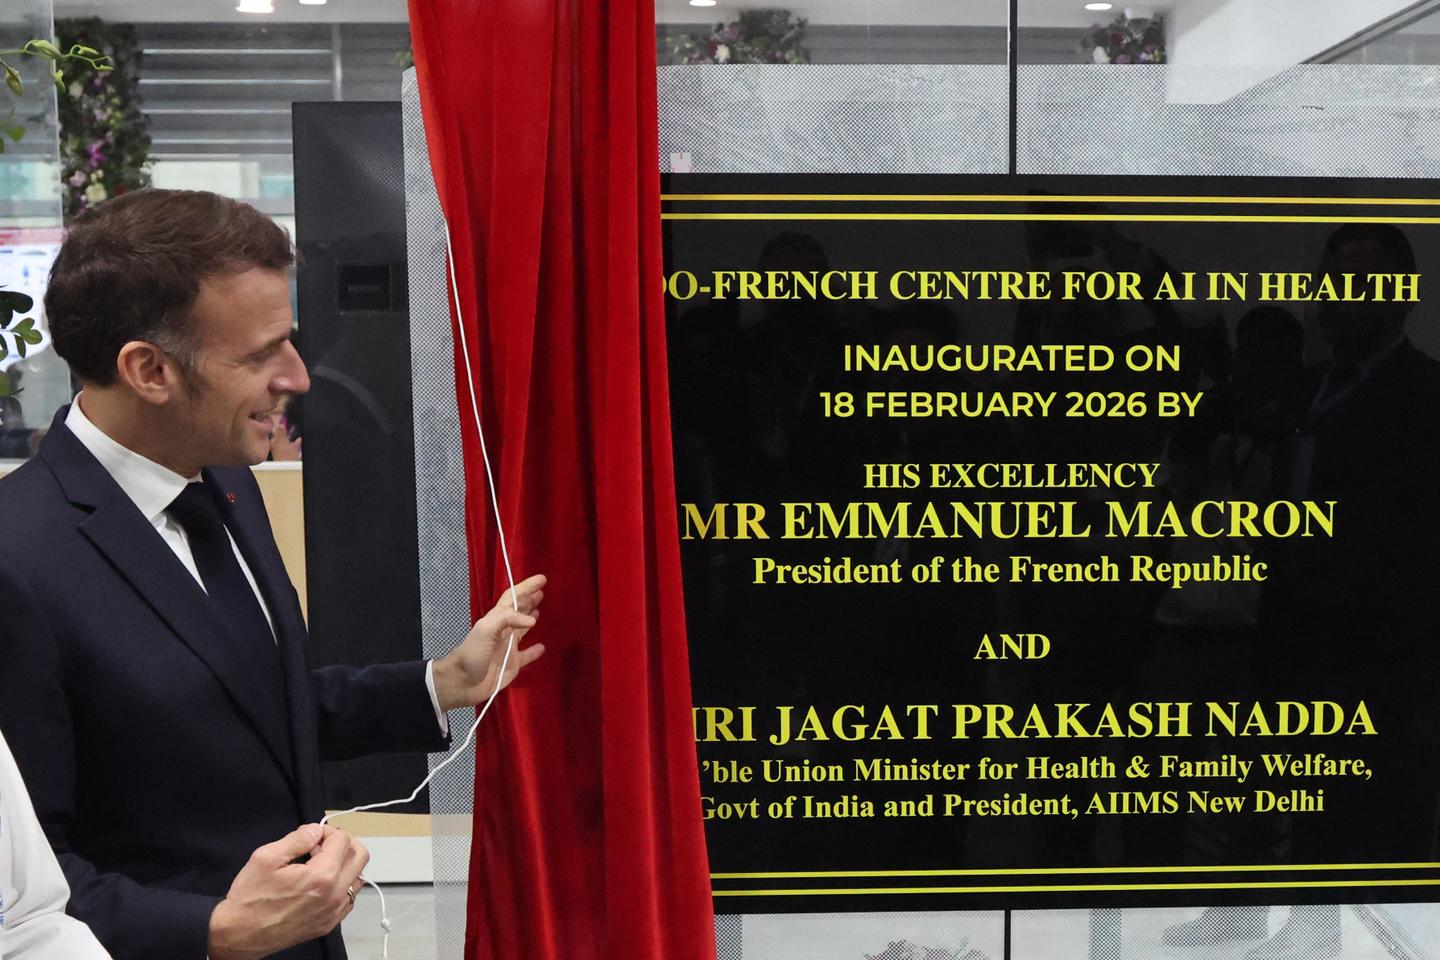 O-FRENCH CENTRE FOR AI IN HEALTH
INAUGURATED ON
18 FEBRUARY 2026 BY
HIS EXCELLENCY
MR EMMANUEL MACRON
President of the French Republic
AND
IRI JAGAT PRAKASH NADDA
'ble Union Minister for Health & Family Welfare,
Govt of India and President, AIIMS New Delhi